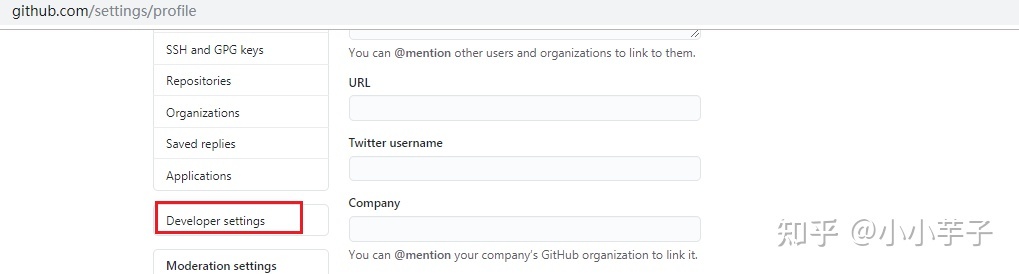 github.com/settings/profile
SSH and GPG keys
Repositories
Organizations
Saved replies
Applications
Developer settings
Moderation settings
You can @mention other users and organizations to link to them.
URL
Twitter username
Company
You can @mention your company's GitHub organization to link it.
知乎 @小小芋子